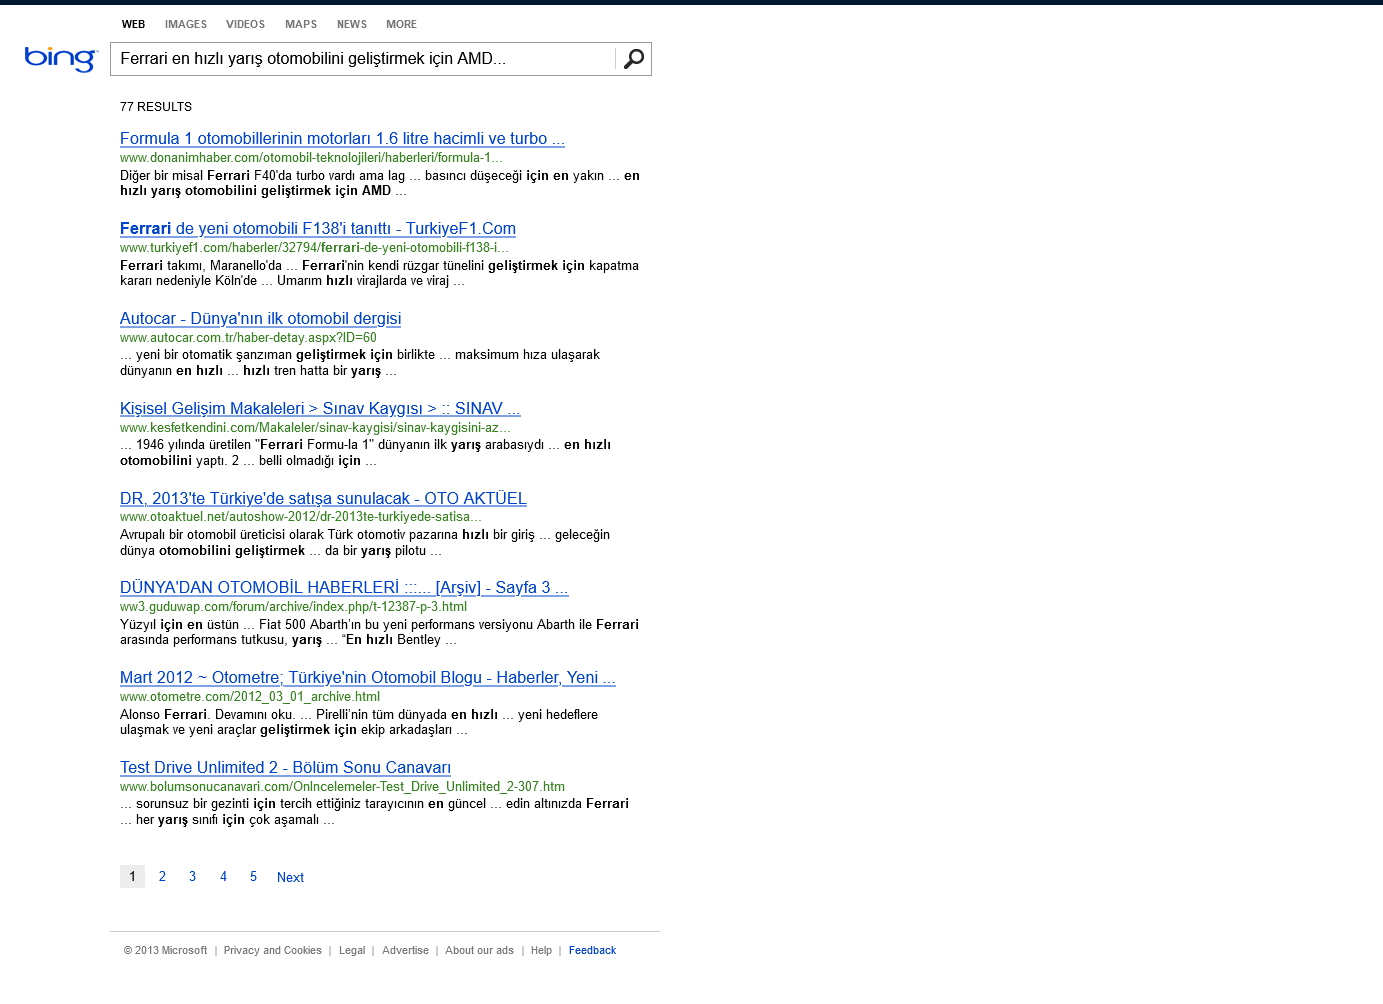 WEB IMAGES VIDEOS MAPS NEWS MORE
bing
Ferrari en hızlı yarış otomobilini geliştirmek için AMD...
77 RESULTS
Formula 1 otomobillerinin motorları 1.6 litre hacimli ve turbo ...
www.donanimhaber.com/otomobil-teknolojileri/haberleri/formula-1...
Diğer bir misal Ferrari F40'da turbo vardı ama lag ... basıncı düşeceği için en yakın ... en
hızlı yarış otomobilini geliştirmek için AMD ...
Ferrari de yeni otomobili F138'i tanıttı - TurkiyeF1.Com
www.turkiyef1.com/haberler/32794/ferrari-de-yeni-otomobili-f138-i...
Ferrari takımı, Maranello'da ... Ferrari'nin kendi rüzgar tünelini geliştirmek için kapatma
kararı nedeniyle Köln'de ... Umarım hızlı virajlarda ve viraj ...
Autocar - Dünya'nın ilk otomobil dergisi
www.autocar.com.tr/haber-detay.aspx?ID=60
... yeni bir otomatik şanzıman geliştirmek için birlikte ... maksimum hıza ulaşarak
dünyanın en hızlı ... hızlı tren hatta bir yarış ...
Kişisel Gelişim Makaleleri > Sınav Kaygısı > :: SINAV ...
www.kesfetkendini.com/Makaleler/sinav-kaygisi/sinav-kaygisini-az...
... 1946 yılında üretilen "Ferrari Formu-la 1" dünyanın ilk yarış arabasıydı ... en hızlı
otomobilini yaptı. 2 ... belli olmadığı için ...
DR, 2013'te Türkiye'de satışa sunulacak - OTO AKTÜEL
www.otoaktuel.net/autoshow-2012/dr-2013te-turkiyede-satisa...
Avrupalı bir otomobil üreticisi olarak Türk otomotiv pazarına hızlı bir giriş ... geleceğin
dünya otomobilini geliştirmek ... da bir yarış pilotu ...
DÜNYA'DAN OTOMOBİL HABERLERİ :::... [Arşiv] - Sayfa 3 ...
ww3.guduwap.com/forum/archive/index.php/t-12387-p-3.html
Yüzyıl için en üstün ... Fiat 500 Abarth’ın bu yeni performans versiyonu Abarth ile Ferrari
arasında performans tutkusu, yarış ... “En hızlı Bentley ...
Mart 2012 ~ Otometre; Türkiye'nin Otomobil Blogu - Haberler, Yeni ...
www.otometre.com/2012_03_01_archive.html
Alonso Ferrari. Devamını oku. ... Pirelli’nin tüm dünyada en hızlı ... yeni hedeflere
ulaşmak ve yeni araçlar geliştirmek için ekip arkadaşları ...
Test Drive Unlimited 2 - Bölüm Sonu Canavarı
www.bolumsonucanavari.com/OnIncelemeler-Test_Drive_Unlimited_2-307.htm
... sorunsuz bir gezinti için tercih ettiğiniz tarayıcının en güncel ... edin altınızda Ferrari
... her yarış sınıfı için çok aşamalı ...
1 2 3 4 5 Next
© 2013 Microsoft | Privacy and Cookies | Legal | Advertise | About our ads | Help | Feedback